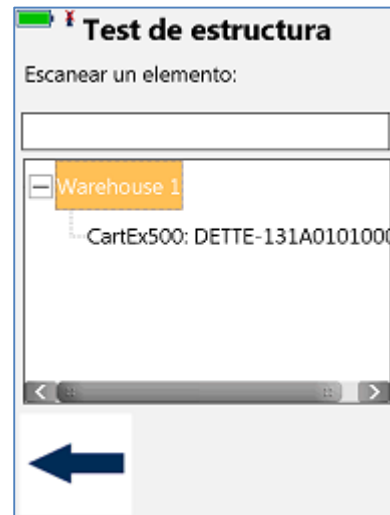 Test de estructura
Escanear un elemento:
Warehouse 1
CartEx500: DETTE-131A0101000